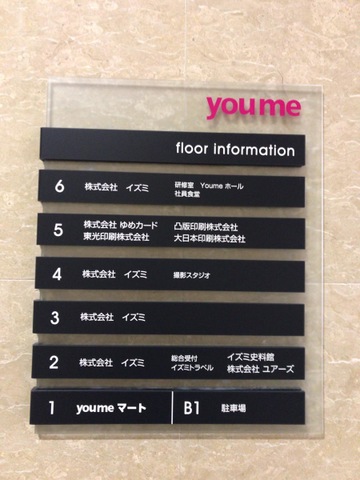 youme
floor information
6 株式会社 イズミ 研修室 Youme ホール
社員食堂
5 株式会社 ゆめカード 凸版印刷株式会社
東光印刷株式会社 大日本印刷株式会社
4 株式会社 イズミ 撮影スタジオ
3 株式会社 イズミ
2 株式会社 イズミ 総合受付 イズミ史料館
イズミトラベル 株式会社 ユアーズ
1 youme マート B1 駐車場